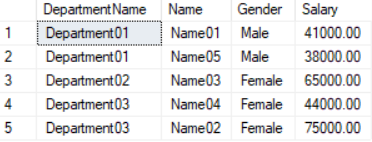 DepartmentName Name Gender Salary
1 Department01 Name01 Male 41000.00
2 Department01 Name05 Male 38000.00
3 Department02 Name03 Female 65000.00
4 Department03 Name04 Female 44000.00
5 Department03 Name02 Female 75000.00